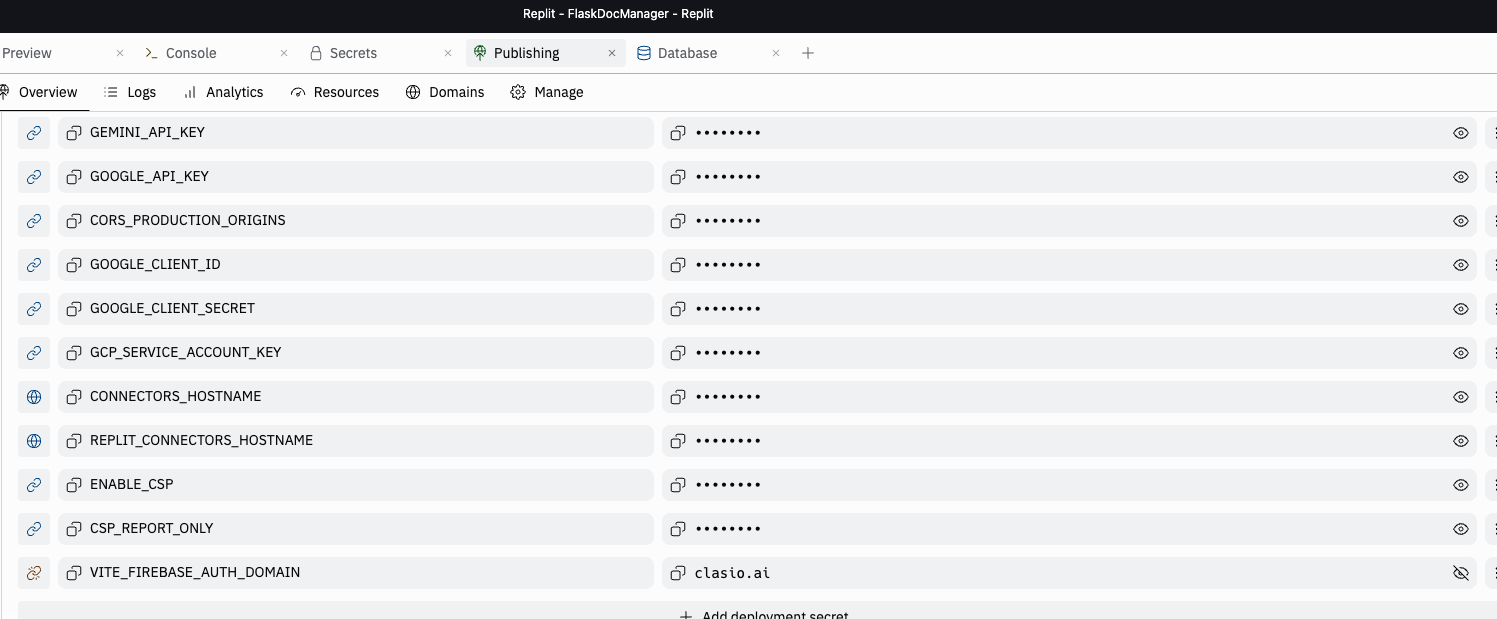 Replit - FlaskDocManager - Replit
Preview Console Secrets Publishing Database
Overview Logs Analytics Resources Domains Manage
GEMINI_API_KEY ••••••••
GOOGLE_API_KEY ••••••••
CORS_PRODUCTION_ORIGINS ••••••••
GOOGLE_CLIENT_ID ••••••••
GOOGLE_CLIENT_SECRET ••••••••
GCP_SERVICE_ACCOUNT_KEY ••••••••
CONNECTORS_HOSTNAME ••••••••
REPLIT_CONNECTORS_HOSTNAME ••••••••
ENABLE_CSP ••••••••
CSP_REPORT_ONLY ••••••••
VITE_FIREBASE_AUTH_DOMAIN clasio.ai
Add deployment secret